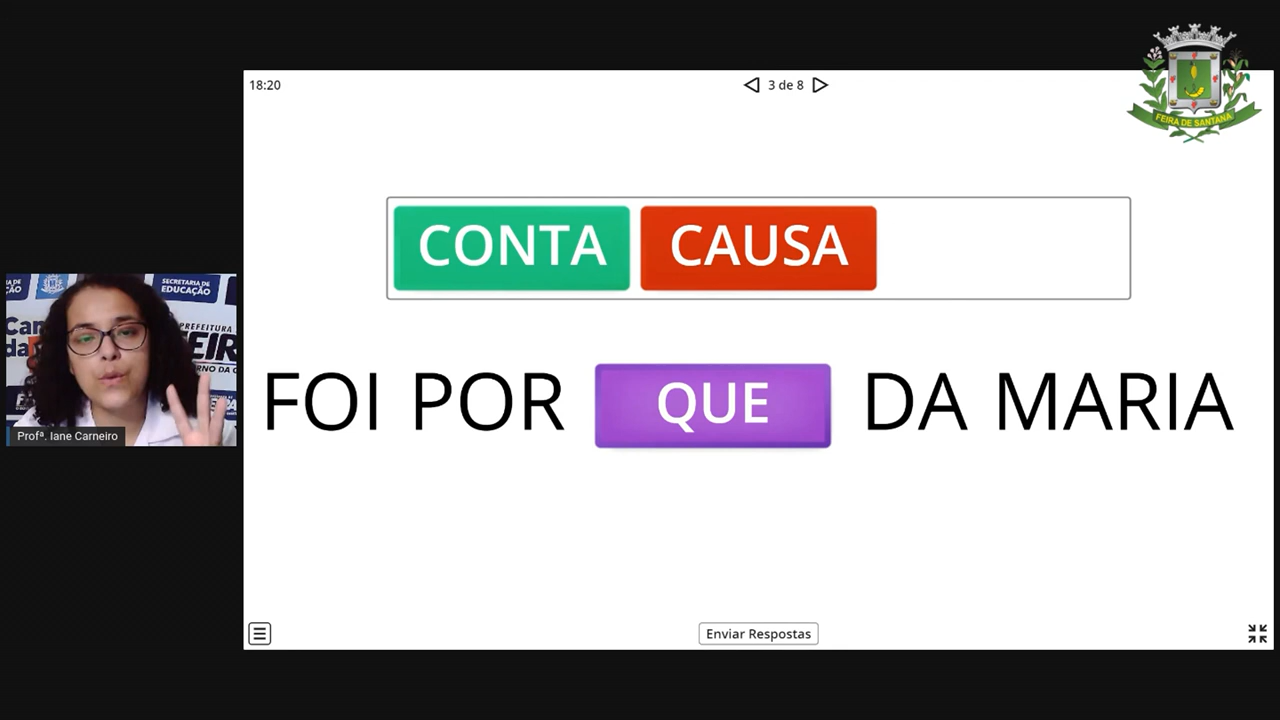 18:20
3 de 8
FEIRA DE SANTANA
CONTA CAUSA
SECRETARIA DE
EDUCAÇÃO
PREFEITURA
FOI POR QUE DA MARIA
Profª. Iane Carneiro
Enviar Respostas